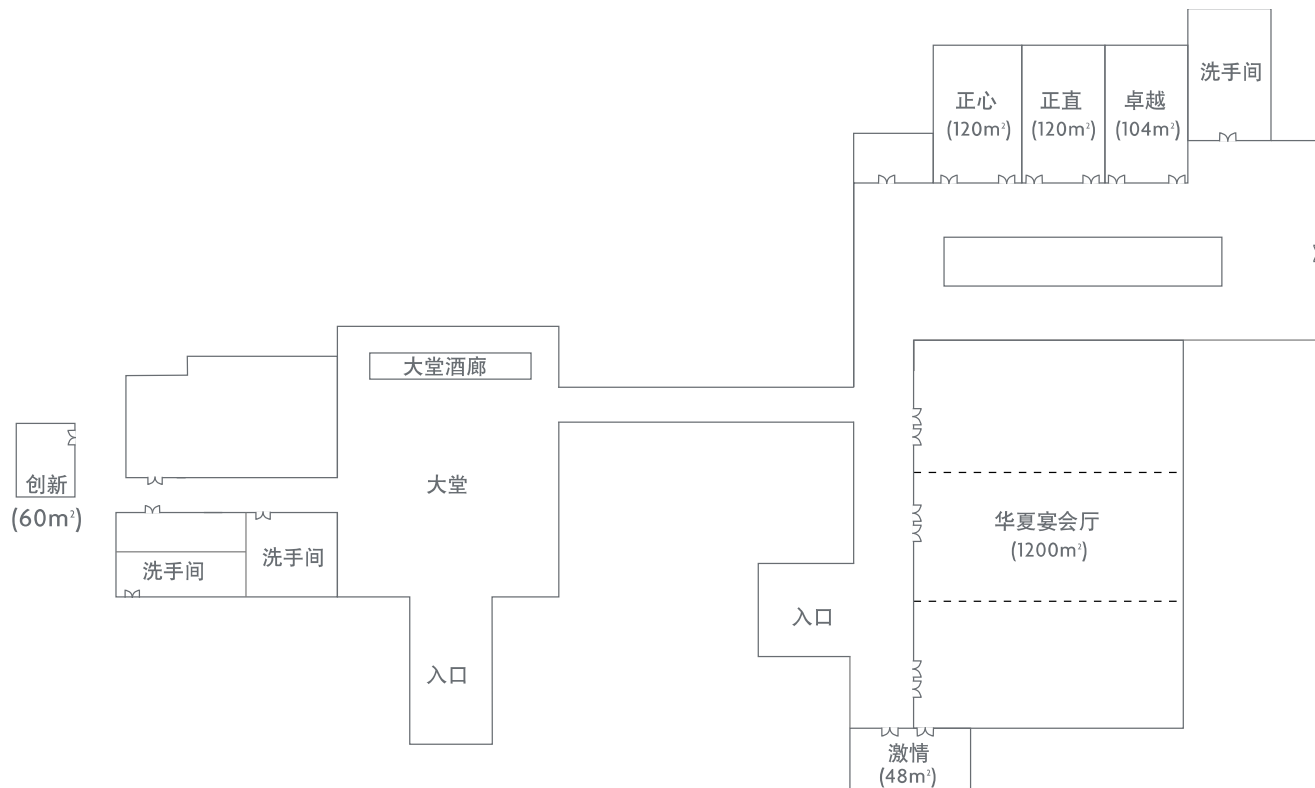 洗手间
正心
(120m²)
正直
(120m²)
卓越
(104m²)
大堂酒廊
大堂
创新
(60m²)
洗手间
洗手间
华夏宴会厅
(1200m²)
入口
入口
激情
(48m²)